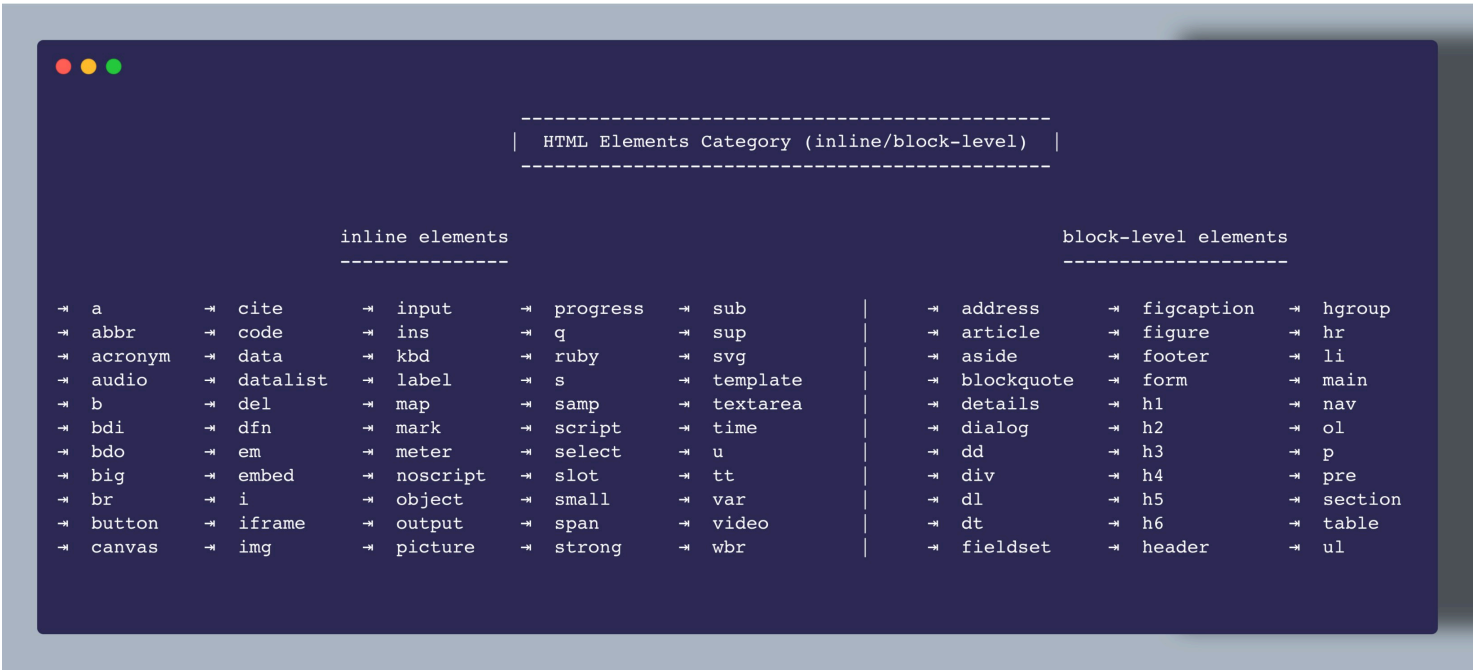 -----------------------------------------------
| HTML Elements Category (inline/block-level) |
-----------------------------------------------
inline elements block-level elements
--------------- --------------------
⇥ a ⇥ cite ⇥ input ⇥ progress ⇥ sub | ⇥ address ⇥ figcaption ⇥ hgroup
⇥ abbr ⇥ code ⇥ ins ⇥ q ⇥ sup | ⇥ article ⇥ figure ⇥ hr
⇥ acronym ⇥ data ⇥ kbd ⇥ ruby ⇥ svg | ⇥ aside ⇥ footer ⇥ li
⇥ audio ⇥ datalist ⇥ label ⇥ s ⇥ template | ⇥ blockquote ⇥ form ⇥ main
⇥ b ⇥ del ⇥ map ⇥ samp ⇥ textarea | ⇥ details ⇥ h1 ⇥ nav
⇥ bdi ⇥ dfn ⇥ mark ⇥ script ⇥ time | ⇥ dialog ⇥ h2 ⇥ ol
⇥ bdo ⇥ em ⇥ meter ⇥ select ⇥ u | ⇥ dd ⇥ h3 ⇥ p
⇥ big ⇥ embed ⇥ noscript ⇥ slot ⇥ tt | ⇥ div ⇥ h4 ⇥ pre
⇥ br ⇥ i ⇥ object ⇥ small ⇥ var | ⇥ dl ⇥ h5 ⇥ section
⇥ button ⇥ iframe ⇥ output ⇥ span ⇥ video | ⇥ dt ⇥ h6 ⇥ table
⇥ canvas ⇥ img ⇥ picture ⇥ strong ⇥ wbr | ⇥ fieldset ⇥ header ⇥ ul